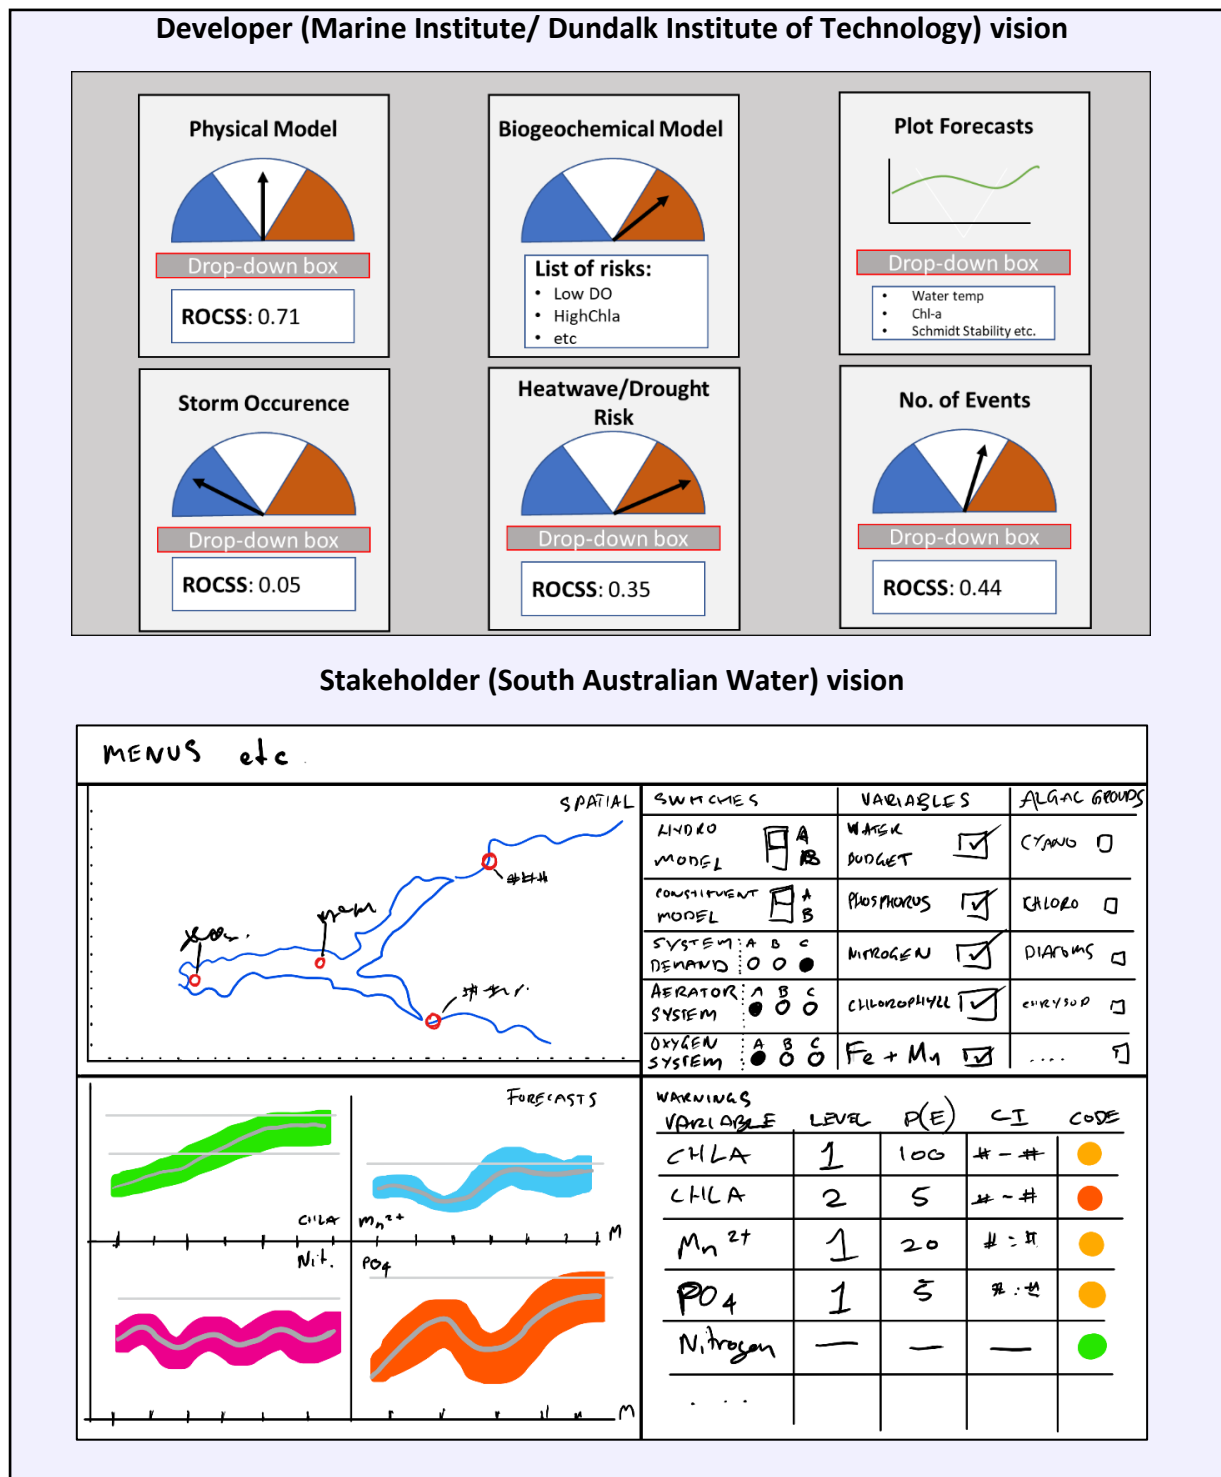 Developer (Marine Institute/ Dundalk Institute of Technology) vision
Physical Model
Drop-down box
ROCSS: 0.71
Biogeochemical Model
List of risks:
• Low DO
• HighChla
• etc
Plot Forecasts
Drop-down box
• Water temp
• Chl-a
• Schmidt Stability etc.
Storm Occurence
Drop-down box
ROCSS: 0.05
Heatwave/Drought
Risk
Drop-down box
ROCSS: 0.35
No. of Events
Drop-down box
ROCSS: 0.44
Stakeholder (South Australian Water) vision
MENUS etc.
SPATIAL
###
SWITCHES
HYDRO
MODEL
A
B
CONSTITUENT
MODEL
A
B
SYSTEM: A B C
DEMAND
AERATOR A B C
SYSTEM
OXYGEN A B C
SYSTEM
VARIABLES
WATER
BUDGET
PHOSPHORUS
NITROGEN
CHLOROPHYLL
Fe + Mn
ALGAC GROUPS
CYANO
KHLORO
DIATOMS
CHRYSOP
....
FORECASTS
CHLA
Mn²⁺
M
Nit.
PO₄
M
WARNINGS
VARIABLE LEVEL P(E) CI CODE
CHLA 1 100 # - #
CHLA 2 5 # - #
Mn²⁺ 1 20 # - #
PO₄ 1 5 # - #
Nitrogen — — —
....